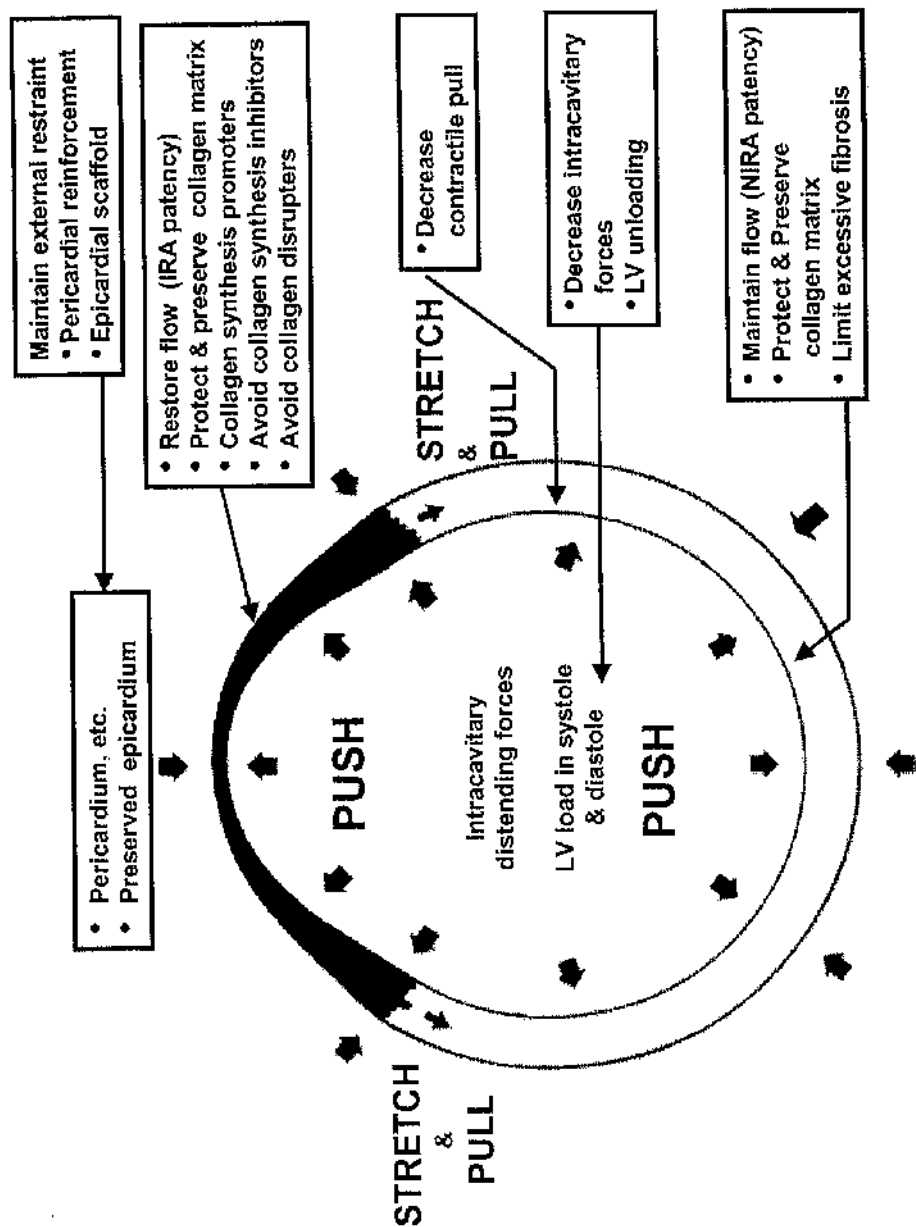 Maintain external restraint
• Pericardial reinforcement
• Epicardial scaffold
• Pericardium, etc.
• Preserved epicardium
• Restore flow (IRA patency)
• Protect & preserve collagen matrix
• Collagen synthesis promoters
• Avoid collagen synthesis inhibitors
• Avoid collagen disrupters
STRETCH
&
PULL
STRETCH
&
PULL
• Decrease
contractile pull
PUSH
Intracavitary
distending forces
LV load in systole
& diastole
PUSH
• Decrease intracavitary
forces
• LV unloading
• Maintain flow (NIRA patency)
• Protect & Preserve
collagen matrix
• Limit excessive fibrosis